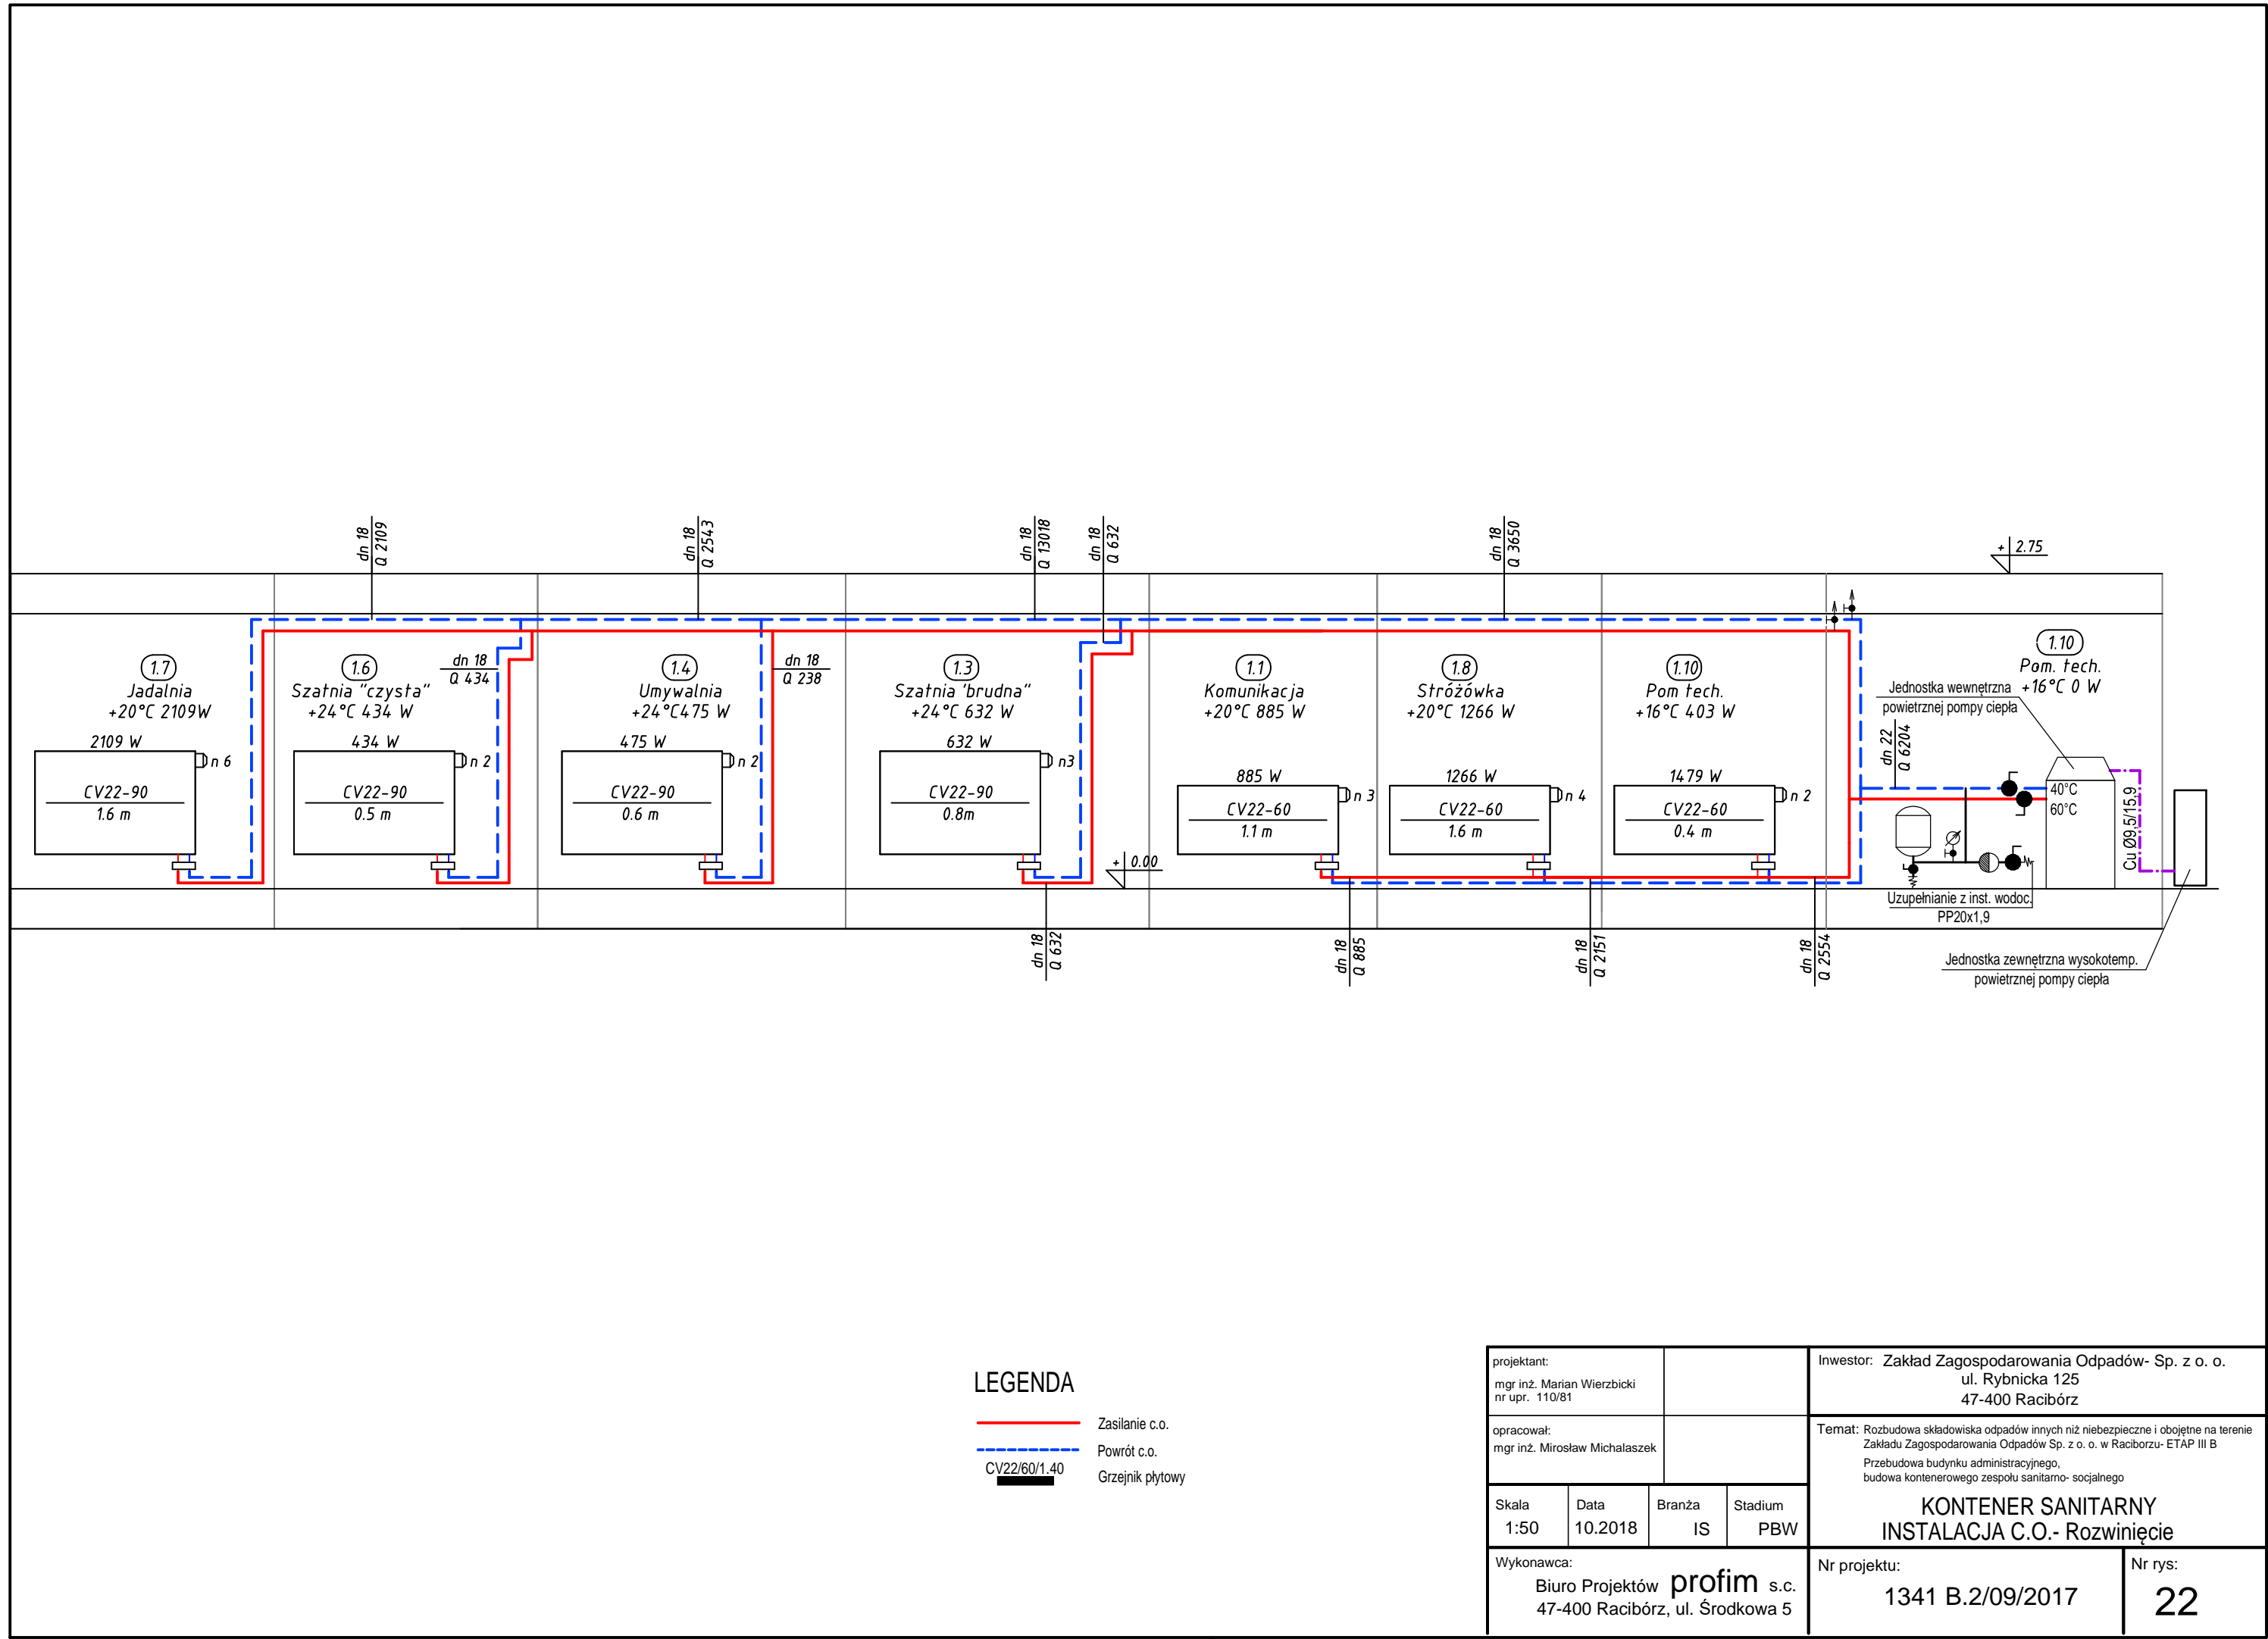 dn 18
Q 2109
dn 18
Q 2543
dn 18
Q 13018
dn 18
Q 632
dn 18
Q 3650
+ 2.75
1.7
Jadalnia
+20°C 2109W
2109 W
n 6
CV22-90
1.6 m
1.6
Szatnia "czysta"
+24°C 434 W
434 W
n 2
CV22-90
0.5 m
dn 18
Q 434
1.4
Umywalnia
+24°C475 W
475 W
n 2
CV22-90
0.6 m
dn 18
Q 238
1.3
Szatnia 'brudna"
+24°C 632 W
632 W
n3
CV22-90
0.8m
+ 0.00
1.1
Komunikacja
+20°C 885 W
885 W
n 3
CV22-60
1.1 m
1.8
Stróżówka
+20°C 1266 W
1266 W
n 4
CV22-60
1.6 m
1.10
Pom tech.
+16°C 403 W
1479 W
n 2
CV22-60
0.4 m
1.10
Pom. tech.
+16°C 0 W
Jednostka wewnętrzna
powietrznej pompy ciepła
dn 22
Q 6204
40°C
60°C
Cu Ø9,5/15,9
Uzupełnianie z inst. wodoc.
PP20x1,9
Jednostka zewnętrzna wysokotemp.
powietrznej pompy ciepła
dn 18
Q 632
dn 18
Q 885
dn 18
Q 2151
dn 18
Q 2554
LEGENDA
Zasilanie c.o.
Powrót c.o.
CV22/60/1.40
Grzejnik płytowy
projektant:
mgr inż. Marian Wierzbicki
nr upr. 110/81
opracował:
mgr inż. Mirosław Michalaszek
Skala
1:50
Data
10.2018
Branża
IS
Stadium
PBW
Wykonawca:
Biuro Projektów profim s.c.
47-400 Racibórz, ul. Środkowa 5
Inwestor: Zakład Zagospodarowania Odpadów- Sp. z o. o.
ul. Rybnicka 125
47-400 Racibórz
Temat: Rozbudowa składowiska odpadów innych niż niebezpieczne i obojętne na terenie
Zakładu Zagospodarowania Odpadów Sp. z o. o. w Raciborzu- ETAP III B
Przebudowa budynku administracyjnego,
budowa kontenerowego zespołu sanitarno- socjalnego
KONTENER SANITARNY
INSTALACJA C.O.- Rozwinięcie
Nr projektu:
1341 B.2/09/2017
Nr rys:
22